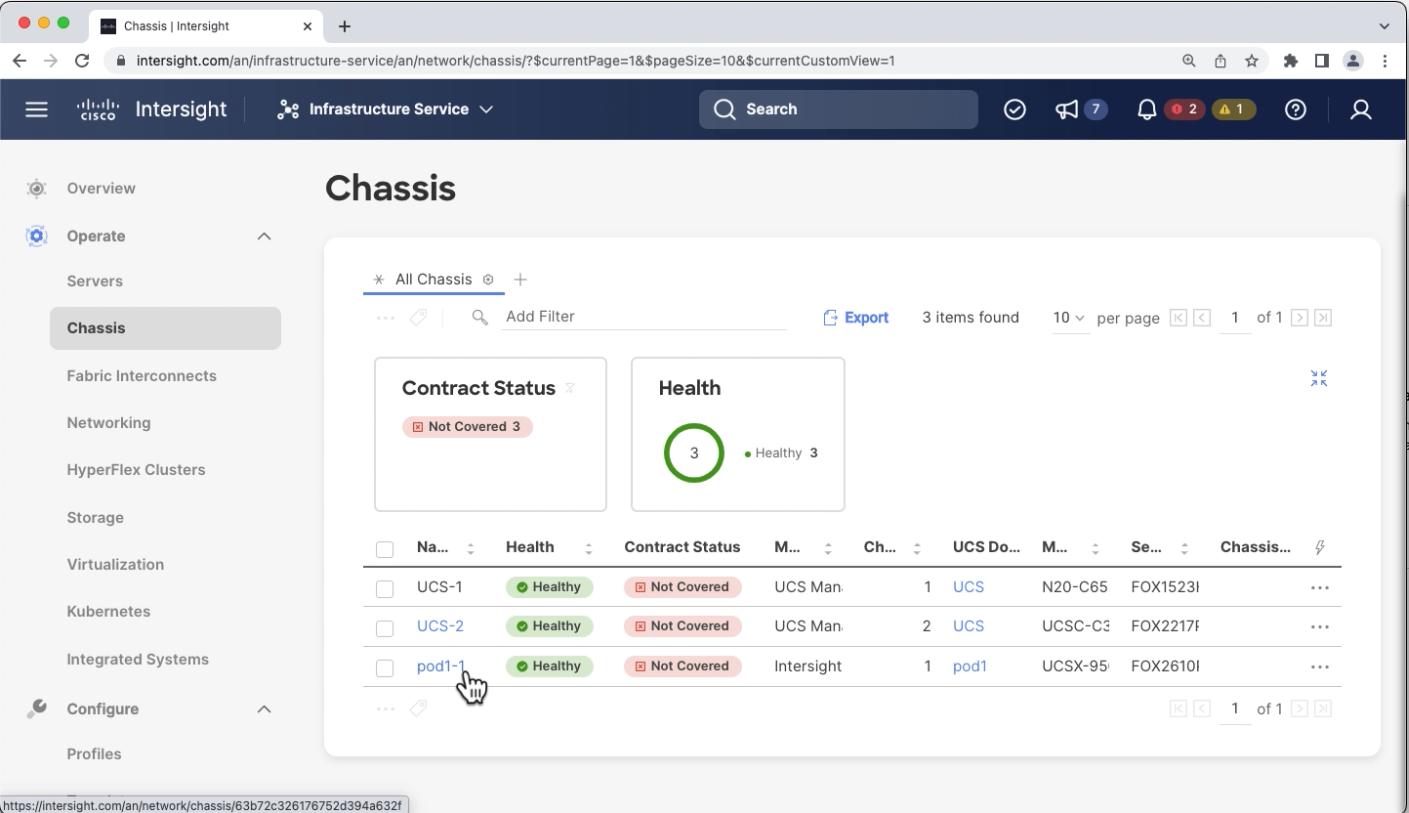 Chassis | Intersight
intersight.com/an/infrastructure-service/an/network/chassis/?$currentPage=1&$pageSize=10&$currentCustomView=1
cisco Intersight Infrastructure Service Search 7 2 1
Overview
Operate
Servers
Chassis
Fabric Interconnects
Networking
HyperFlex Clusters
Storage
Virtualization
Kubernetes
Integrated Systems
Configure
Profiles
Chassis
All Chassis
Add Filter Export 3 items found 10 per page 1 of 1
Contract Status
Not Covered 3
Health
3 Healthy 3
Na... Health Contract Status M... Ch... UCS Do... M... Se... Chassis...
UCS-1 Healthy Not Covered UCS Man 1 UCS N20-C65 FOX1523
UCS-2 Healthy Not Covered UCS Man 2 UCS UCSC-C3 FOX2217
pod1-1 Healthy Not Covered Intersight 1 pod1 UCSX-95 FOX2610
1 of 1
https://intersight.com/an/network/chassis/63b72c326176752d394a632f